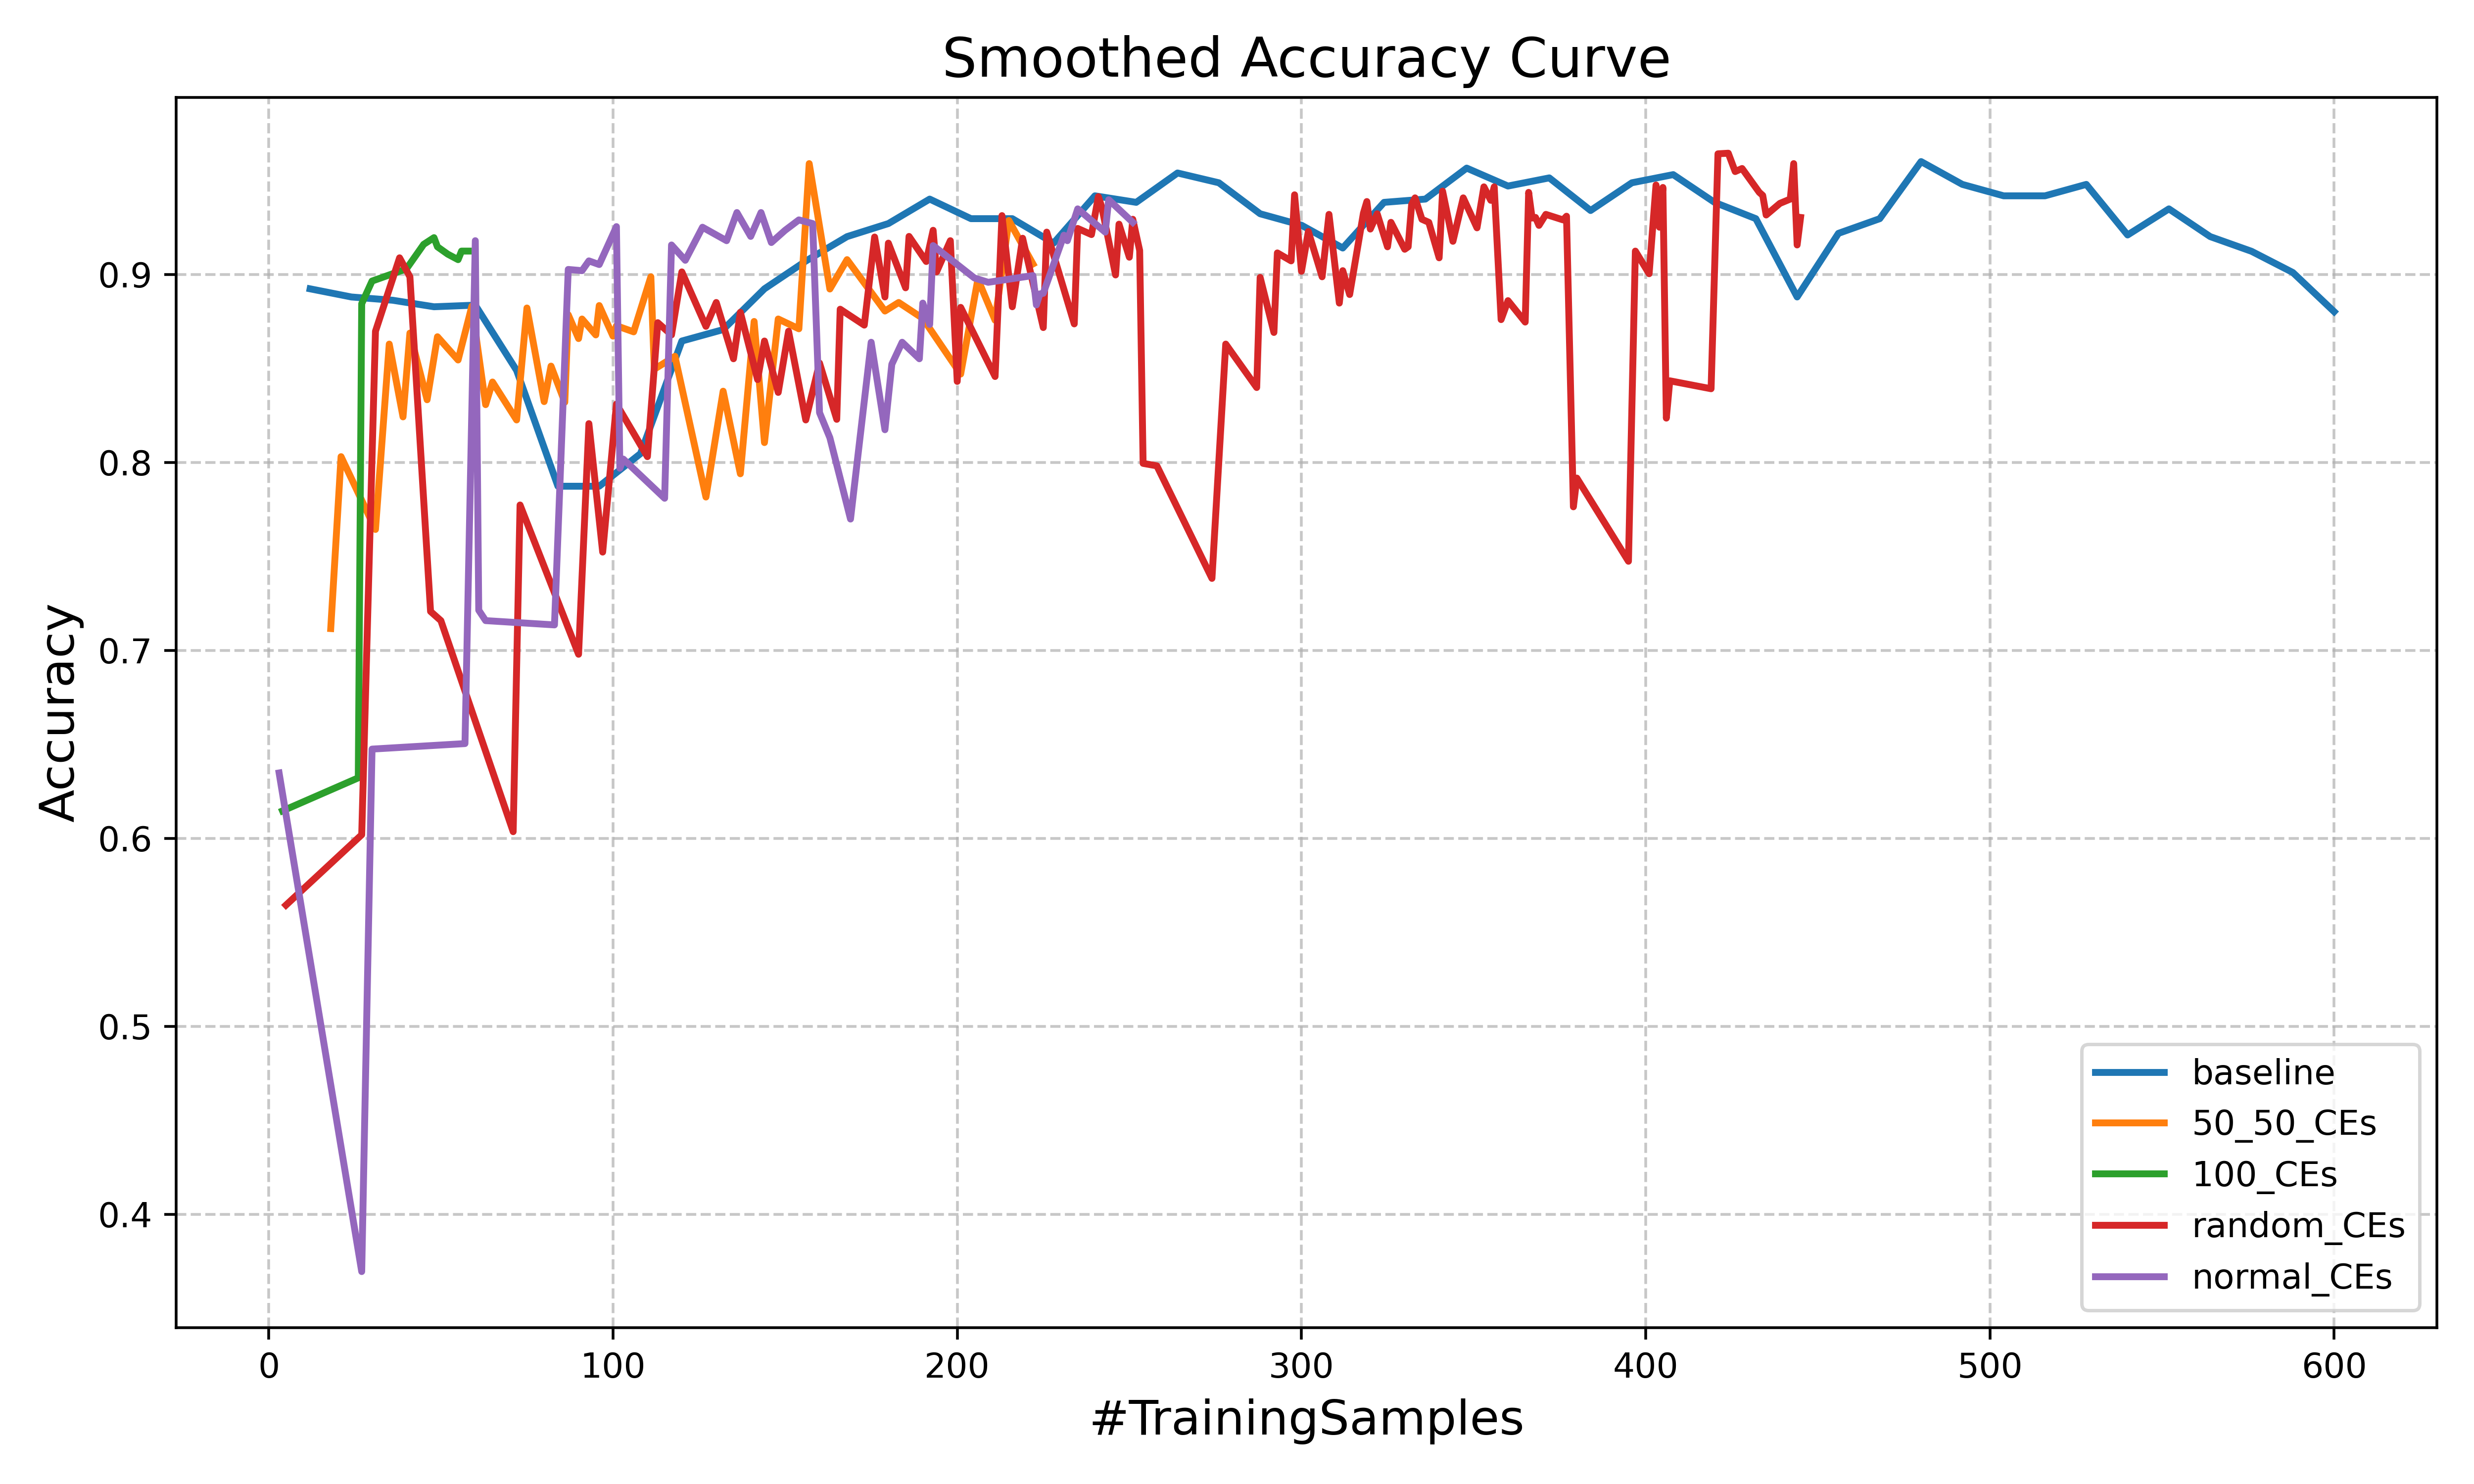 Smoothed Accuracy Curve
Accuracy
0.9
0.8
0.7
0.6
0.5
0.4
0 100 200 300 400 500 600
#TrainingSamples
baseline
50_50_CEs
100_CEs
random_CEs
normal_CEs